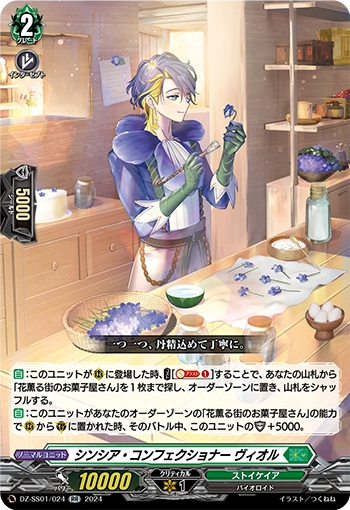 2
グレード
インターセプト
5000
シールド
一つ一つ、丹精込めて丁寧に。
自:このユニットがRに登場した時、【コスト】[CB1]することで、あなたの山札から
「花薫る街のお菓子屋さん」を1枚まで探し、オーダーゾーンに置き、山札をシャッ
フルする。
自:このユニットがあなたのオーダーゾーンの「花薫る街のお菓子屋さん」の能力
でRからGに置かれた時、そのバトル中、このユニットの+5000。
ノーマルユニット
シンシア・コンフェクショナー ヴィオル
パワー 10000
クリティカル 1
ストイケイア
バイオロイド
D DZ-SS01/024 RR 2024
イラスト/つくねね